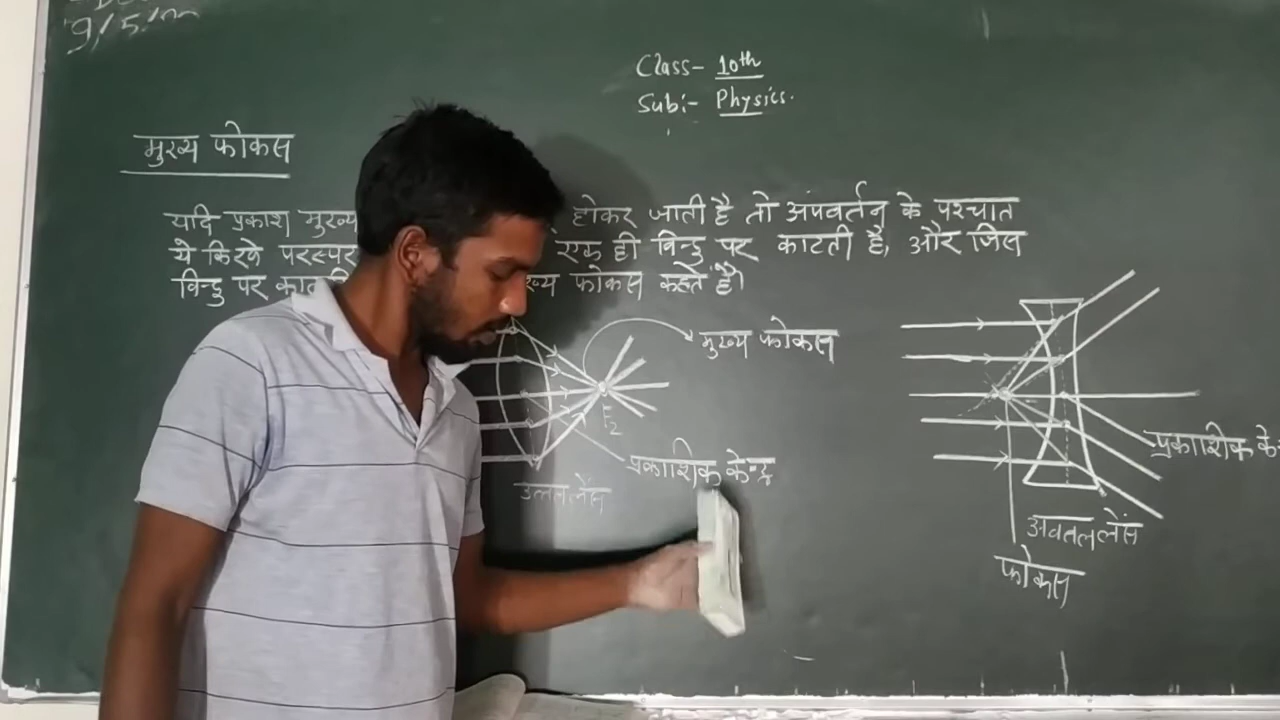 9/5/
Class- 10th
Sub:- Physics.
मुख्य फोकस
यदि प्रकाश मुख्य होकर जाती है तो अपवर्तन के पश्चात
ये किरणे परस्पर एक ही बिन्दु पर काटती है, और जिस
बिन्दु पर फोकस कहते है।
मुख्य फोकस
F2
प्रकाशिक केन्द्र
उत्तल लेंस
प्रकाशिक के
अवतल लेंस
फोकस